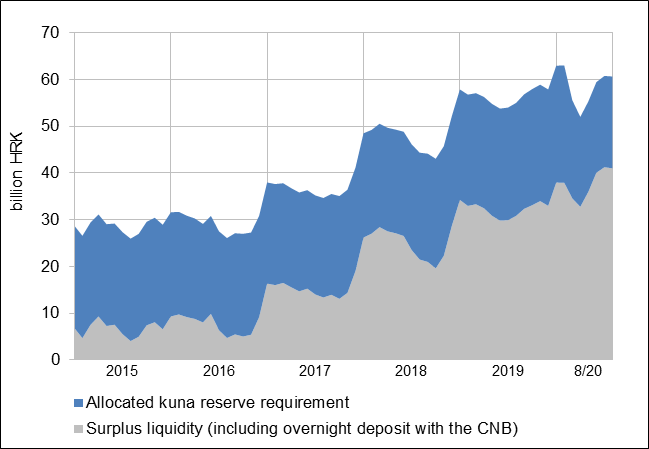 billion HRK
70
60
50
40
30
20
10
0
2015 2016 2017 2018 2019 8/20
Allocated kuna reserve requirement
Surplus liquidity (including overnight deposit with the CNB)